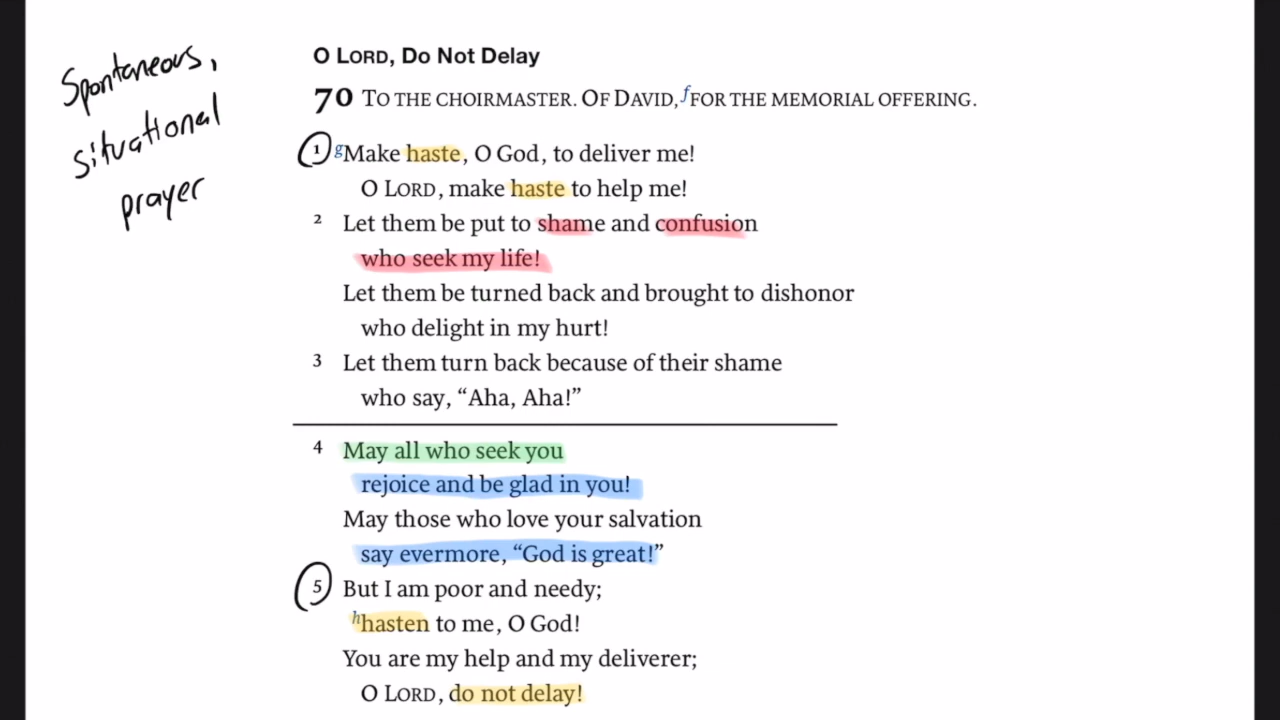 Spontaneous,
situational
prayer
O LORD, Do Not Delay
70 TO THE CHOIRMASTER. OF DAVID, f FOR THE MEMORIAL OFFERING.
1 g Make haste, O God, to deliver me!
O LORD, make haste to help me!
2 Let them be put to shame and confusion
who seek my life!
Let them be turned back and brought to dishonor
who delight in my hurt!
3 Let them turn back because of their shame
who say, “Aha, Aha!”
4 May all who seek you
rejoice and be glad in you!
May those who love your salvation
say evermore, “God is great!”
5 But I am poor and needy;
h hasten to me, O God!
You are my help and my deliverer;
O LORD, do not delay!